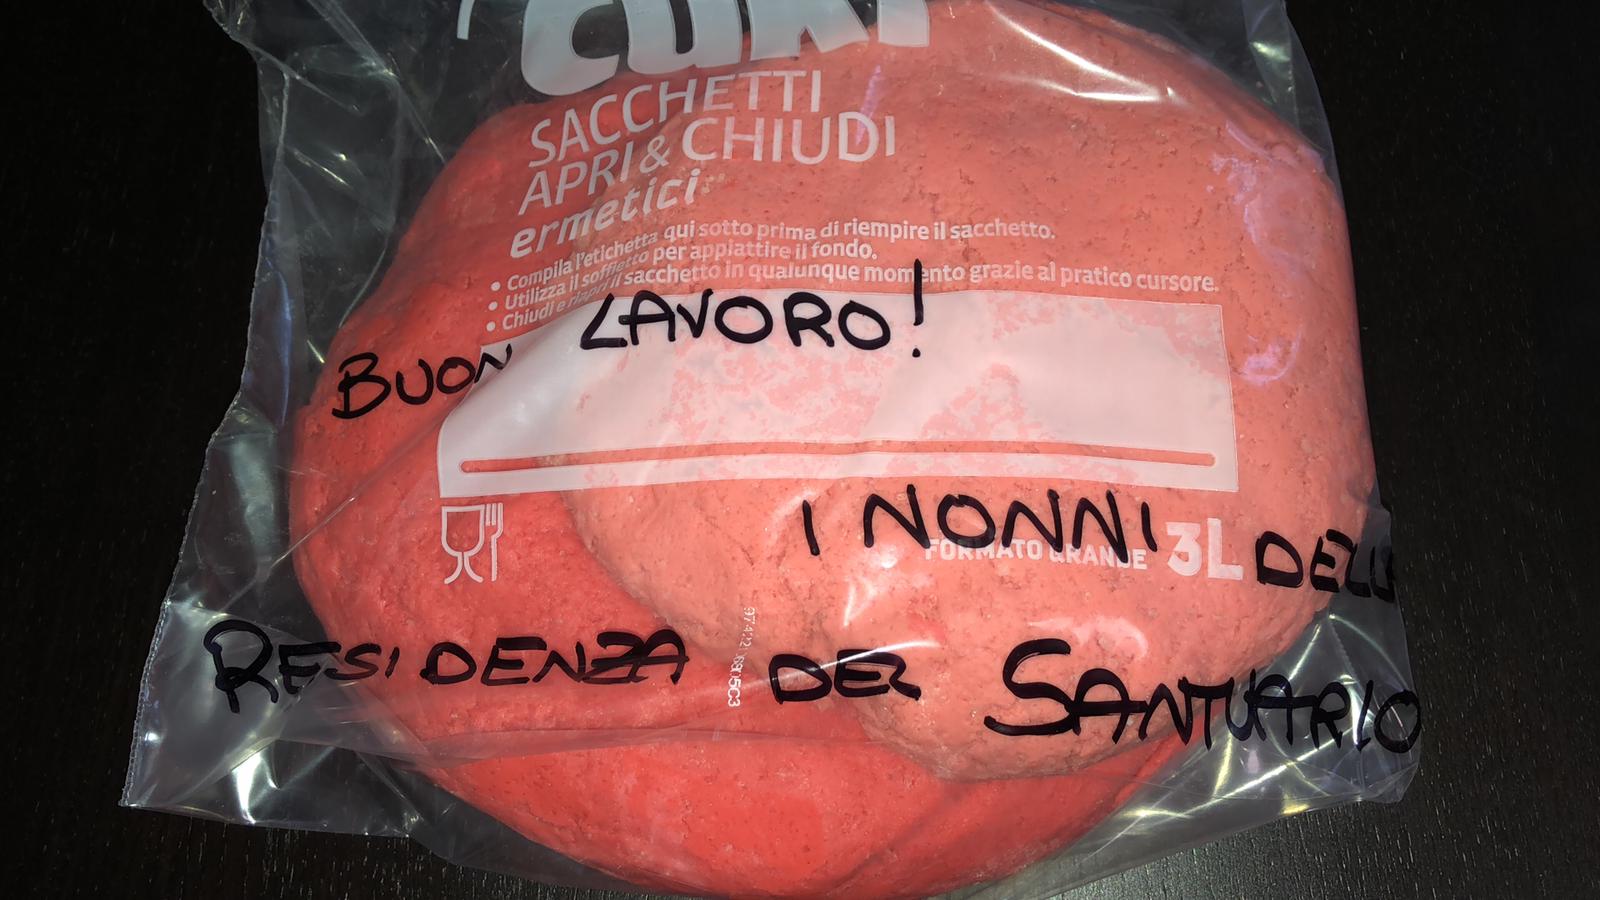 SACCHETTI
APRI & CHIUDI
ermetici
• Compila l'etichetta qui sotto prima di riempire il sacchetto.
• Utilizza il soffietto per appiattire il fondo.
• Chiudi e riapri il sacchetto in qualunque momento grazie al pratico cursore.
BUON LAVORO!
I NONNI DELLA
FORMATO GRANDE 3L
RESIDENZA DEL SANTUARIO